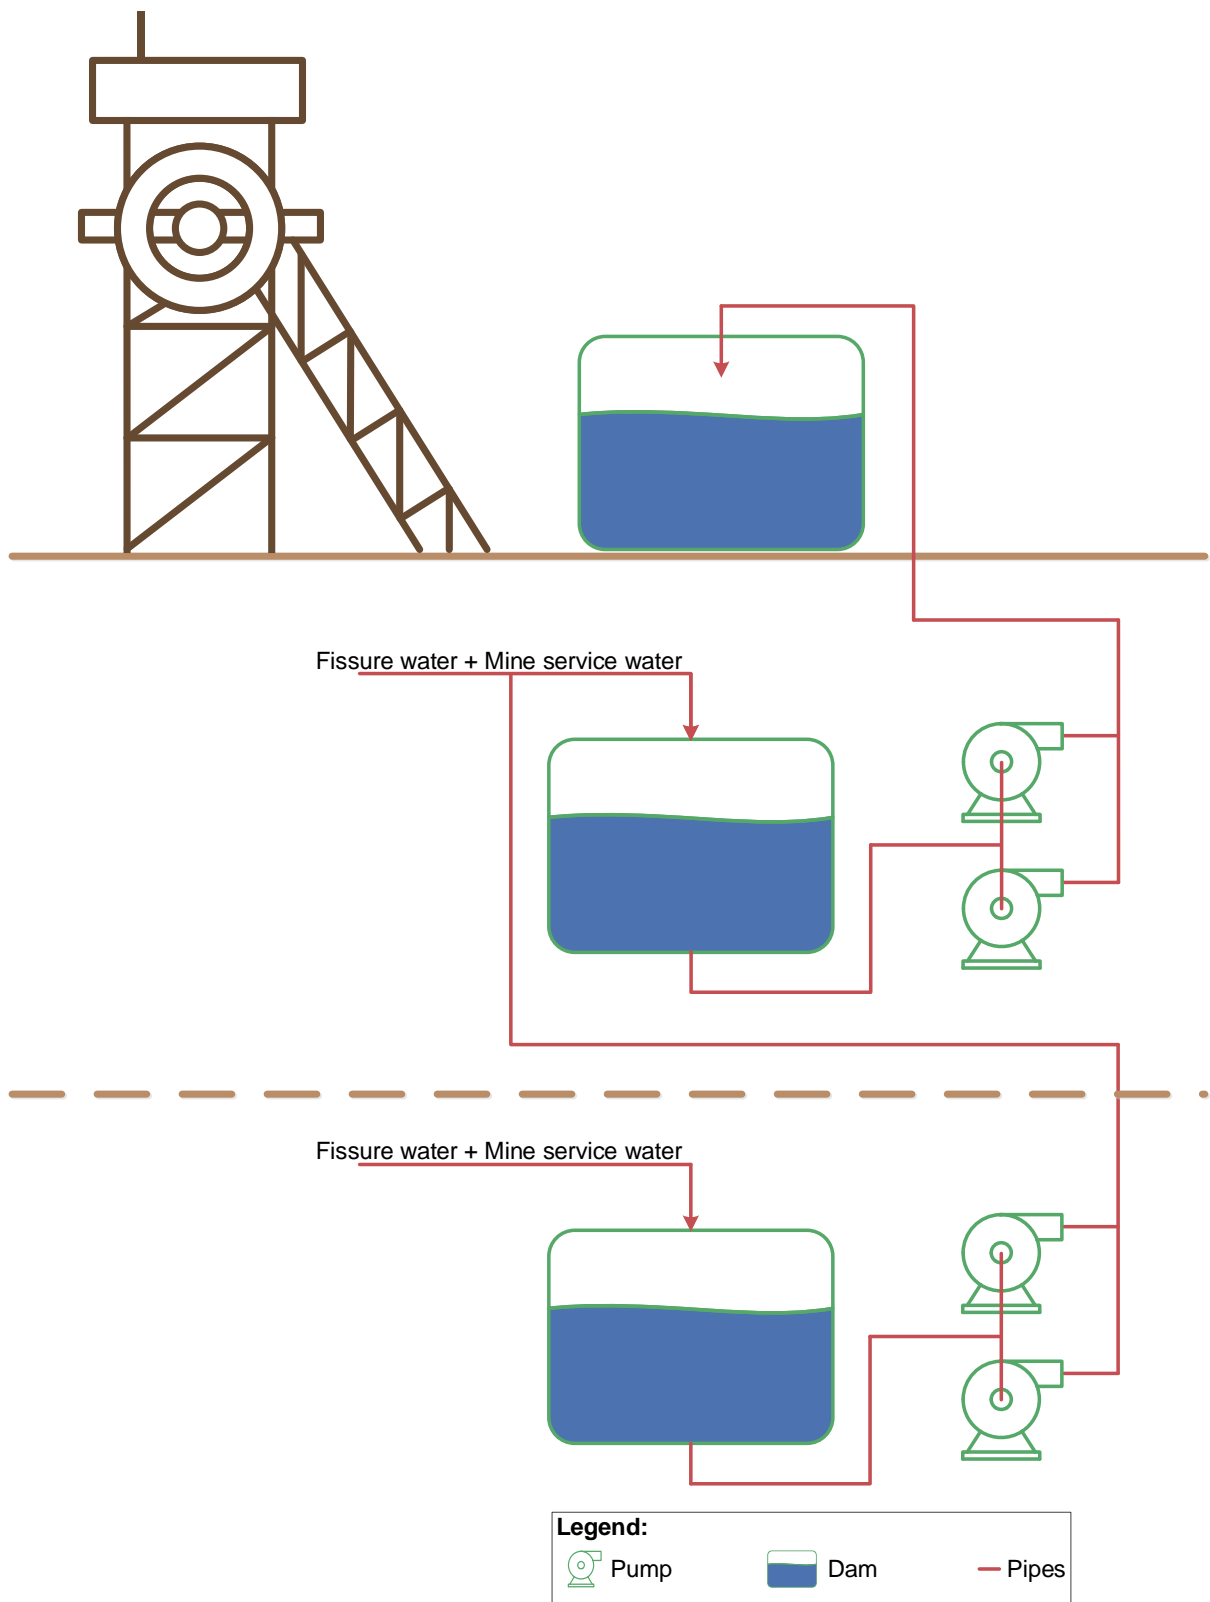 Fissure water + Mine service water
Fissure water + Mine service water
Legend:
Pump Dam Pipes